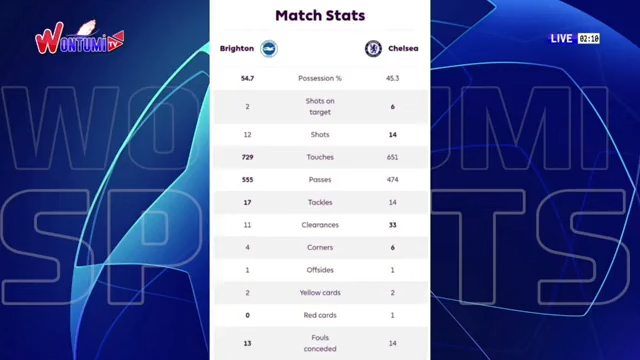 Match Stats
WONTUMI TV
LIVE 02:10
Brighton Chelsea
54.7 Possession % 45.3
2 Shots on target 6
12 Shots 14
729 Touches 651
555 Passes 474
17 Tackles 14
11 Clearances 33
4 Corners 6
1 Offsides 1
2 Yellow cards 2
0 Red cards 1
13 Fouls conceded 14
WONTUMI
SPORTS